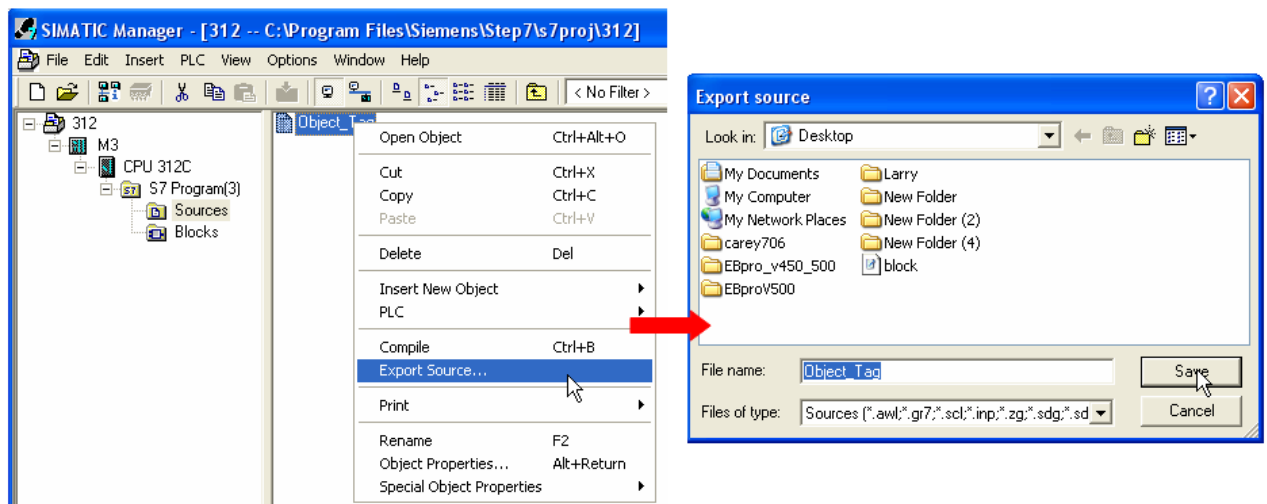 SIMATIC Manager - [312 -- C:\Program Files\Siemens\Step7\s7proj\312]
File Edit Insert PLC View Options Window Help
< No Filter >
312
M3
CPU 312C
S7 Program(3)
Sources
Blocks
Object_Tag
Open Object Ctrl+Alt+O
Cut Ctrl+X
Copy Ctrl+C
Paste Ctrl+V
Delete Del
Insert New Object
PLC
Compile Ctrl+B
Export Source...
Print
Rename F2
Object Properties... Alt+Return
Special Object Properties
Export source
Look in: Desktop
My Documents Larry
My Computer New Folder
My Network Places New Folder (2)
carey706 New Folder (4)
EBpro_v450_500 block
EBproV500
File name: Object_Tag Save
Files of type: Sources (*.awl;*.gr7;*.scl;*.inp;*.zg;*.sdg;*.sd Cancel